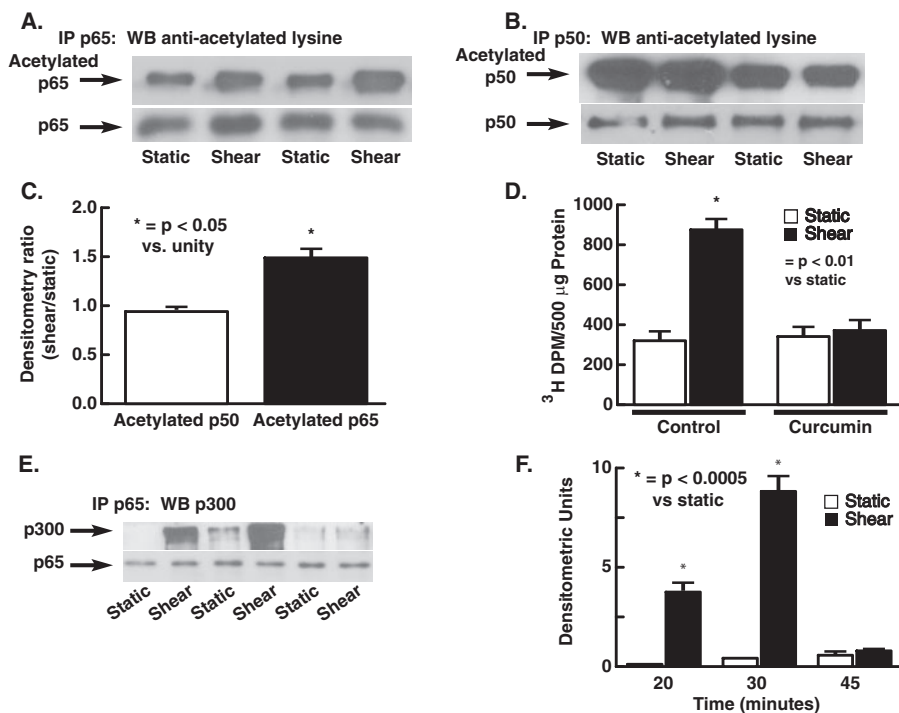 A.
IP p65: WB anti-acetylated lysine
Acetylated
p65
p65
Static Shear Static Shear
B.
IP p50: WB anti-acetylated lysine
Acetylated
p50
p50
Static Shear Static Shear
C.
Densitometry ratio
(shear/static)
2.0
1.5
1.0
0.5
0.0
* = p < 0.05
vs. unity
*
Acetylated p50 Acetylated p65
D.
³H DPM/500 µg Protein
1000
800
600
400
200
0
*
Static
Shear
= p < 0.01
vs static
Control Curcumin
E.
IP p65: WB p300
p300
p65
Static Shear Static Shear Static Shear
F.
Densitometric Units
10
5
0
* = p < 0.0005
vs static
*
*
Static
Shear
20 30 45
Time (minutes)